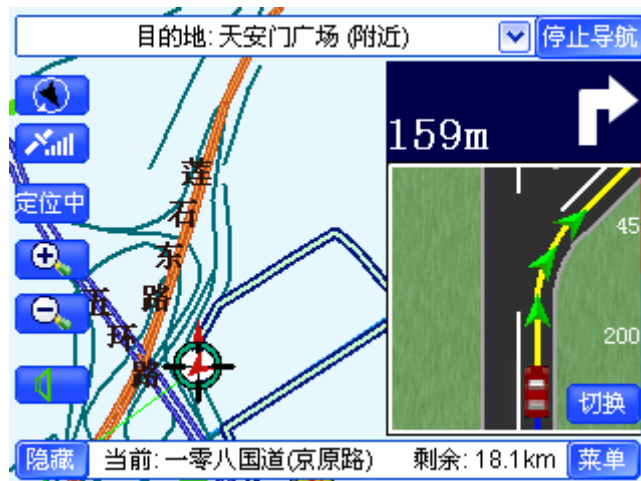 目的地: 天安门广场 (附近)
停止导航
159m
定位中
莲石东路
五环路
45
200
切换
隐藏
当前: 一零八国道(京原路)
剩余: 18.1km
菜单